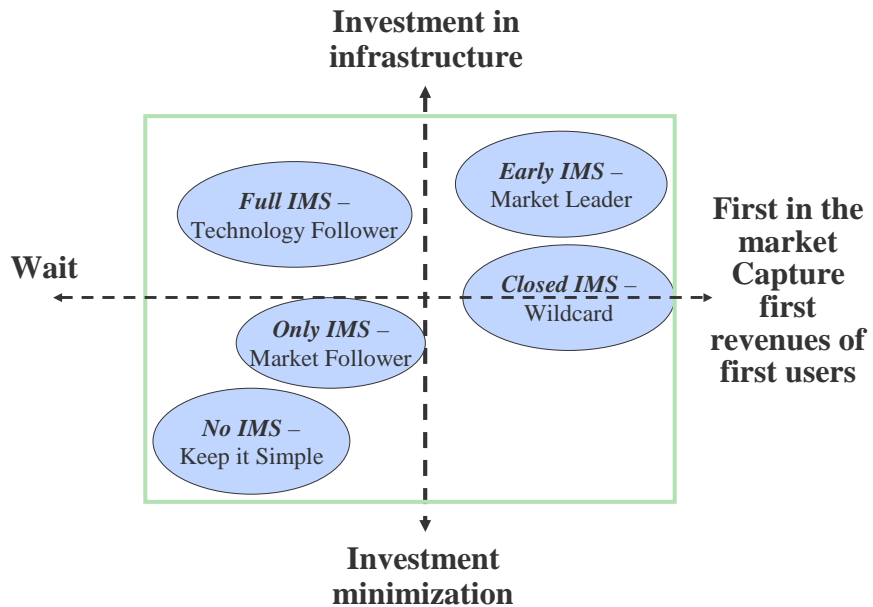 Investment in
infrastructure
Early IMS –
Market Leader
Full IMS –
Technology Follower
First in the
market
Capture
first
revenues of
first users
Wait
Closed IMS –
Wildcard
Only IMS –
Market Follower
No IMS –
Keep it Simple
Investment
minimization